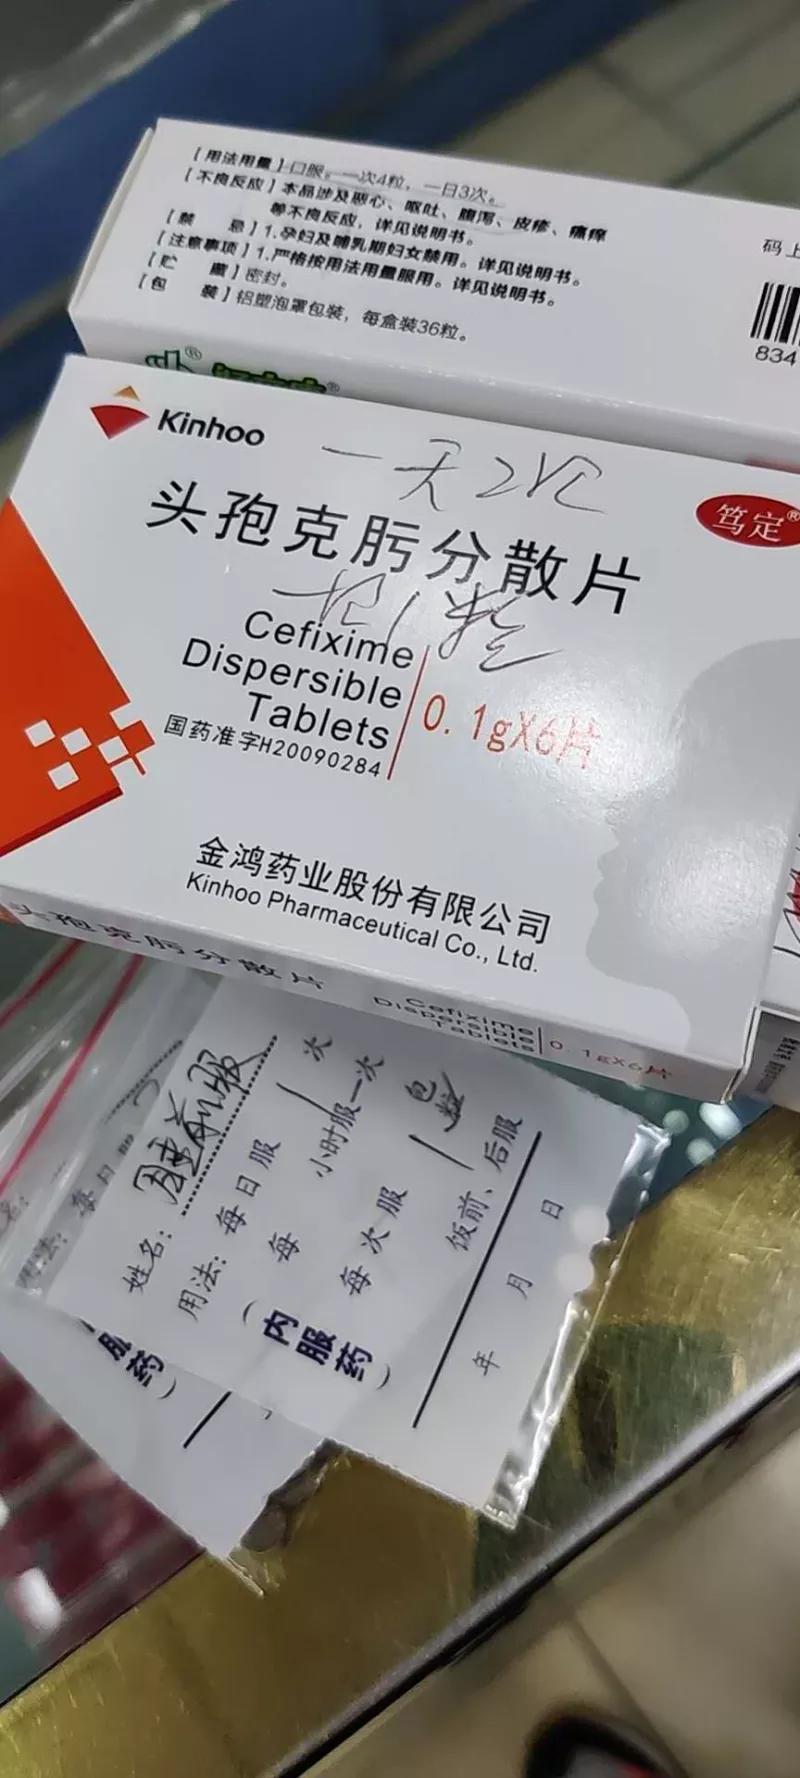 【用法用量】口服。一次4粒，一日3次。
【不良反应】本品涉及恶心、呕吐、腹泻、皮疹、瘙痒
等不良反应，详见说明书。
【禁 忌】1.孕妇及哺乳期妇女禁用。详见说明书。
【注意事项】1.严格按用法用量服用。详见说明书。
【贮 藏】密封。
【包 装】铝塑泡罩包装，每盒装36粒。
码上
834
Kinhoo
一天2次
笃定®
头孢克肟分散片
一次1粒
Cefixime
Dispersible
Tablets
0.1gX6片
国药准字H20090284
金鸿药业股份有限公司
Kinhoo Pharmaceutical Co., Ltd.
头孢克肟分散片
Cefixime
Dispersible
Tablets
0.1gX6片
姓名：睡前服
用法：每日服1次
每 小时服一次
每次服1包粒
(内服药)
饭前、后服
年 月 日
服药)